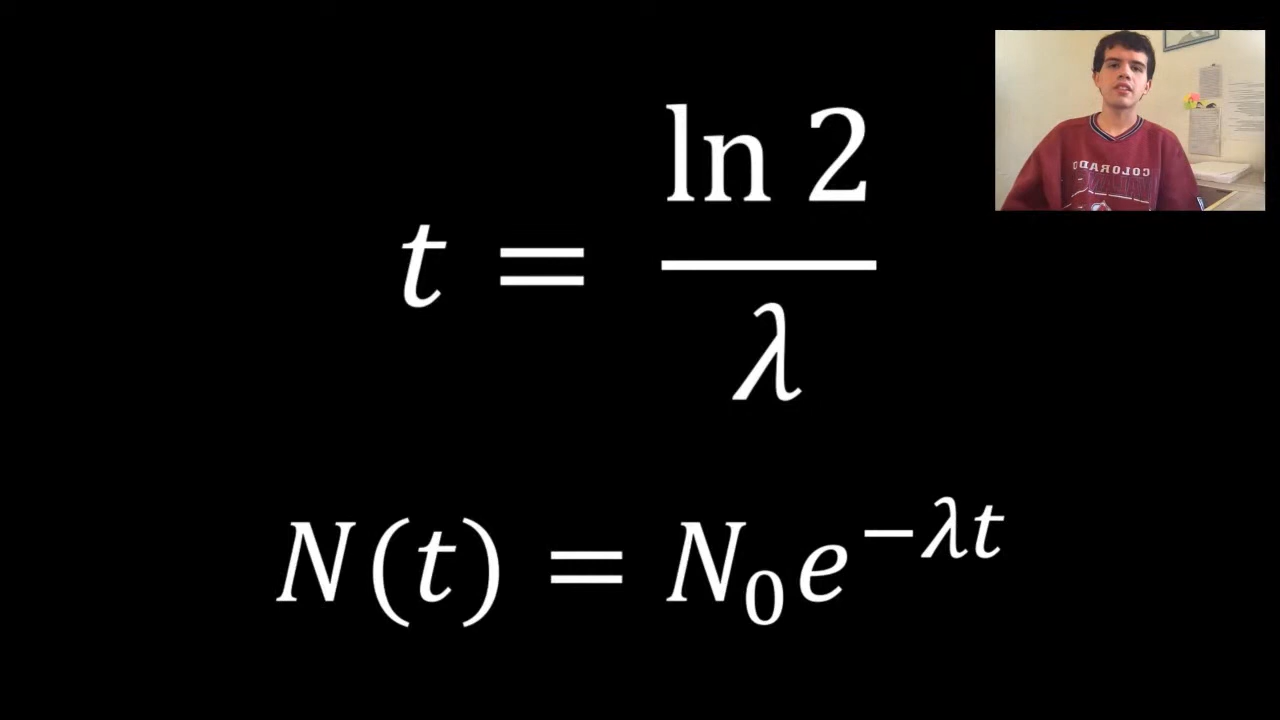 t = ln 2 / λ
N(t) = N₀e^−λt
COLORADO